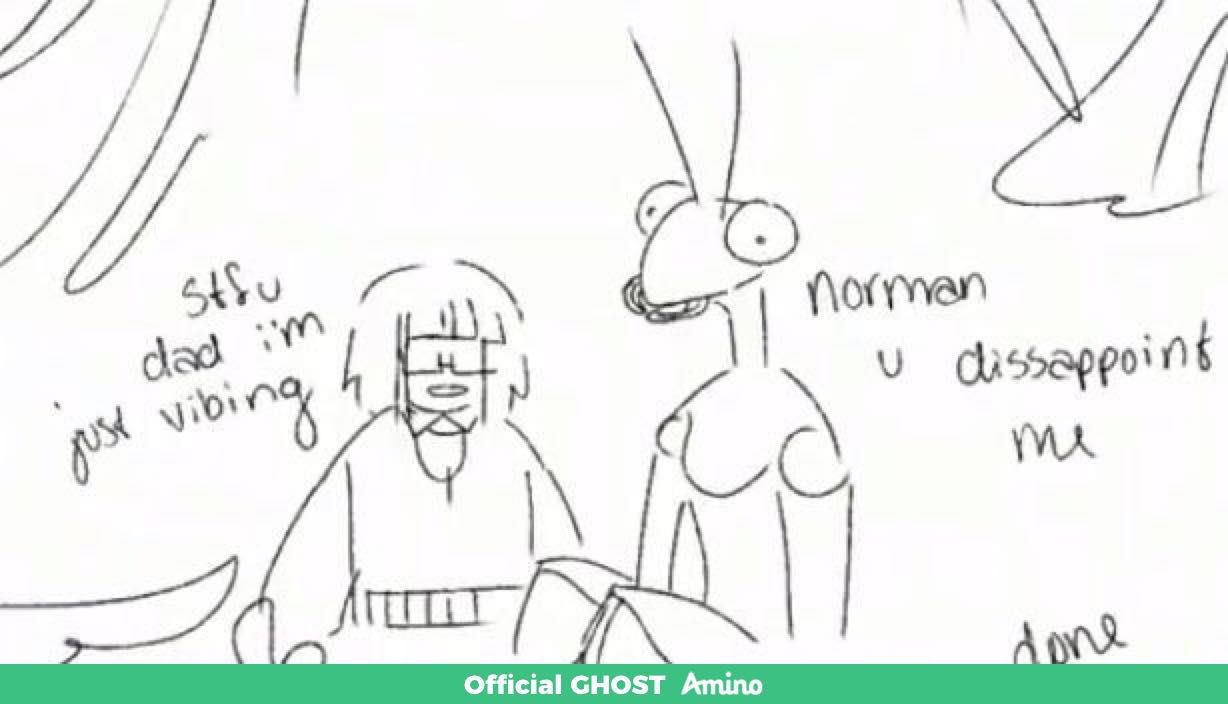 stfu
dad i'm
just vibing
norman
u dissappoint
me
done
Official GHOST Amino